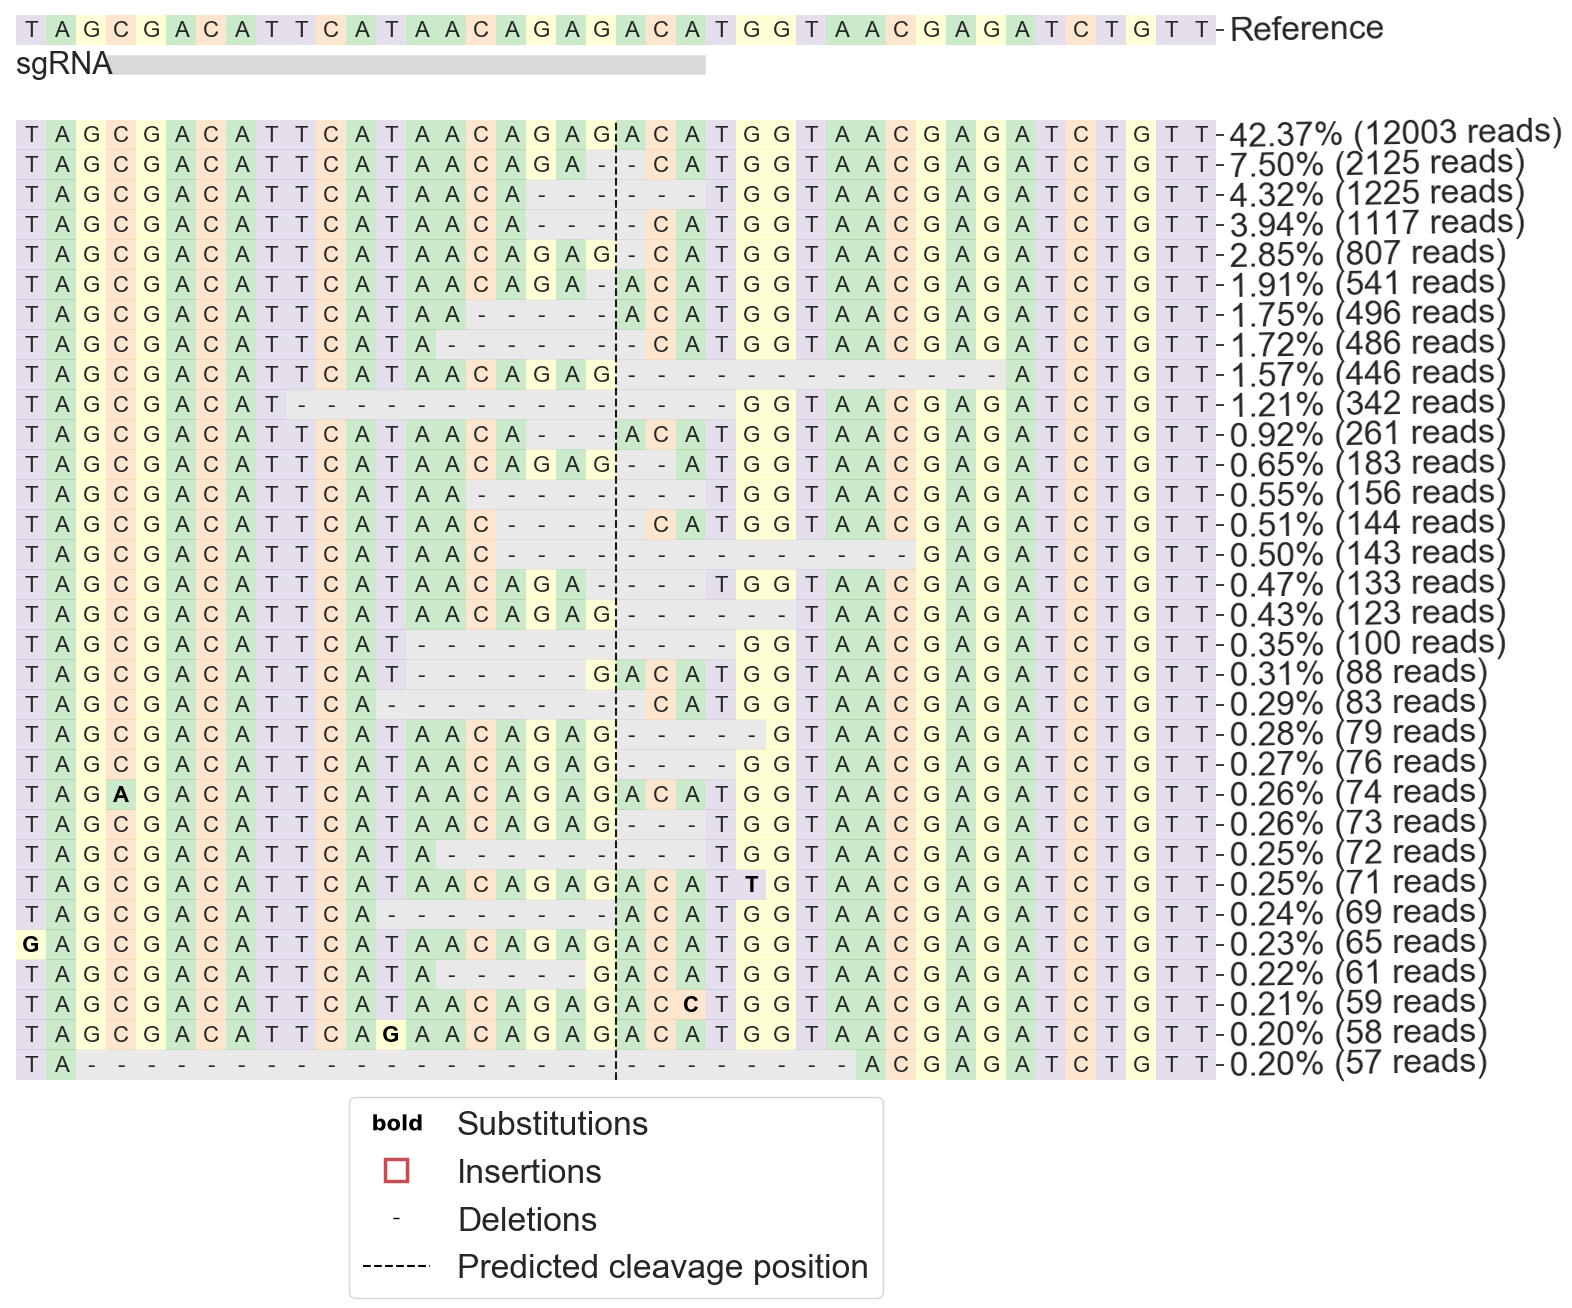 T A G C G A C A T T C A T A A C A G A G A C A T G G T A A C G A G A T C T G T T Reference
sgRNA
T A G C G A C A T T C A T A A C A G A G A C A T G G T A A C G A G A T C T G T T 42.37% (12003 reads)
T A G C G A C A T T C A T A A C A G A - - C A T G G T A A C G A G A T C T G T T 7.50% (2125 reads)
T A G C G A C A T T C A T A A C A - - - - - - T G G T A A C G A G A T C T G T T 4.32% (1225 reads)
T A G C G A C A T T C A T A A C A - - - - C A T G G T A A C G A G A T C T G T T 3.94% (1117 reads)
T A G C G A C A T T C A T A A C A G A G - C A T G G T A A C G A G A T C T G T T 2.85% (807 reads)
T A G C G A C A T T C A T A A C A G A - A C A T G G T A A C G A G A T C T G T T 1.91% (541 reads)
T A G C G A C A T T C A T A A - - - - - A C A T G G T A A C G A G A T C T G T T 1.75% (496 reads)
T A G C G A C A T T C A T A - - - - - - - C A T G G T A A C G A G A T C T G T T 1.72% (486 reads)
T A G C G A C A T T C A T A A C A G A G - - - - - - - - - - - - - A T C T G T T 1.57% (446 reads)
T A G C G A C A T - - - - - - - - - - - - - - - G G T A A C G A G A T C T G T T 1.21% (342 reads)
T A G C G A C A T T C A T A A C A - - - A C A T G G T A A C G A G A T C T G T T 0.92% (261 reads)
T A G C G A C A T T C A T A A C A G A G - - A T G G T A A C G A G A T C T G T T 0.65% (183 reads)
T A G C G A C A T T C A T A A - - - - - - - - T G G T A A C G A G A T C T G T T 0.55% (156 reads)
T A G C G A C A T T C A T A A C - - - - - C A T G G T A A C G A G A T C T G T T 0.51% (144 reads)
T A G C G A C A T T C A T A A C - - - - - - - - - - - - - - G A G A T C T G T T 0.50% (143 reads)
T A G C G A C A T T C A T A A C A G A - - - - T G G T A A C G A G A T C T G T T 0.47% (133 reads)
T A G C G A C A T T C A T A A C A G A G - - - - - - T A A C G A G A T C T G T T 0.43% (123 reads)
T A G C G A C A T T C A T - - - - - - - - - - - G G T A A C G A G A T C T G T T 0.35% (100 reads)
T A G C G A C A T T C A T - - - - - - G A C A T G G T A A C G A G A T C T G T T 0.31% (88 reads)
T A G C G A C A T T C A - - - - - - - - - C A T G G T A A C G A G A T C T G T T 0.29% (83 reads)
T A G C G A C A T T C A T A A C A G A G - - - - - G T A A C G A G A T C T G T T 0.28% (79 reads)
T A G C G A C A T T C A T A A C A G A G - - - - G G T A A C G A G A T C T G T T 0.27% (76 reads)
T A G A G A C A T T C A T A A C A G A G A C A T G G T A A C G A G A T C T G T T 0.26% (74 reads)
T A G C G A C A T T C A T A A C A G A G - - - T G G T A A C G A G A T C T G T T 0.26% (73 reads)
T A G C G A C A T T C A T A - - - - - - - - - T G G T A A C G A G A T C T G T T 0.25% (72 reads)
T A G C G A C A T T C A T A A C A G A G A C A T T G T A A C G A G A T C T G T T 0.25% (71 reads)
T A G C G A C A T T C A - - - - - - - - A C A T G G T A A C G A G A T C T G T T 0.24% (69 reads)
G A G C G A C A T T C A T A A C A G A G A C A T G G T A A C G A G A T C T G T T 0.23% (65 reads)
T A G C G A C A T T C A T A - - - - - G A C A T G G T A A C G A G A T C T G T T 0.22% (61 reads)
T A G C G A C A T T C A T A A C A G A G A C C T G G T A A C G A G A T C T G T T 0.21% (59 reads)
T A G C G A C A T T C A G A A C A G A G A C A T G G T A A C G A G A T C T G T T 0.20% (58 reads)
T A - - - - - - - - - - - - - - - - - - - - - - - - - - A C G A G A T C T G T T 0.20% (57 reads)
bold Substitutions
Insertions
- Deletions
Predicted cleavage position